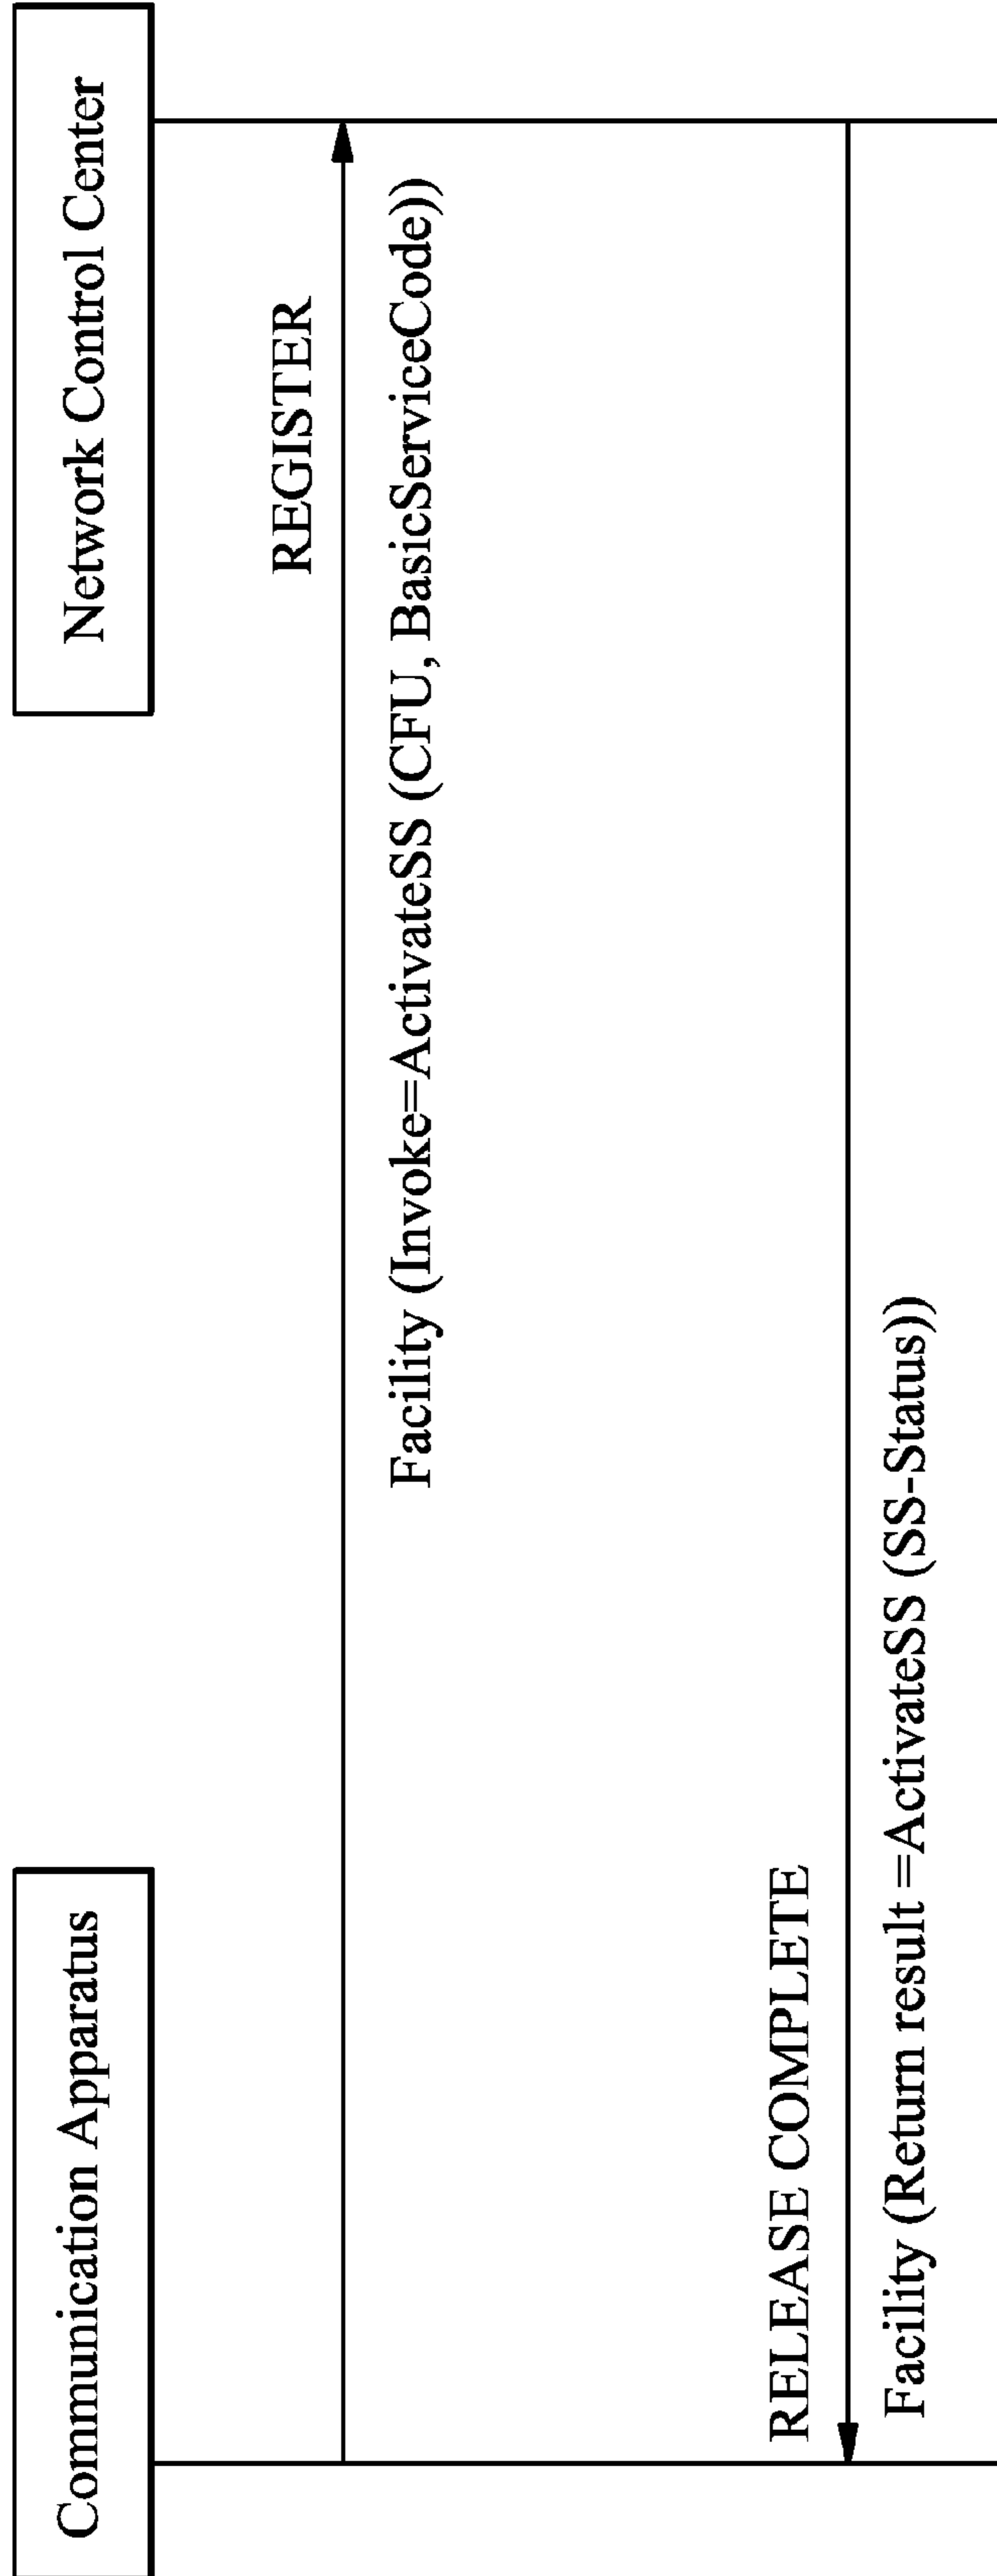 Communication Apparatus
Network Control Center
REGISTER
Facility (Invoke=ActivateSS (CFU, BasicServiceCode))
RELEASE COMPLETE
Facility (Return result =ActivateSS (SS-Status))